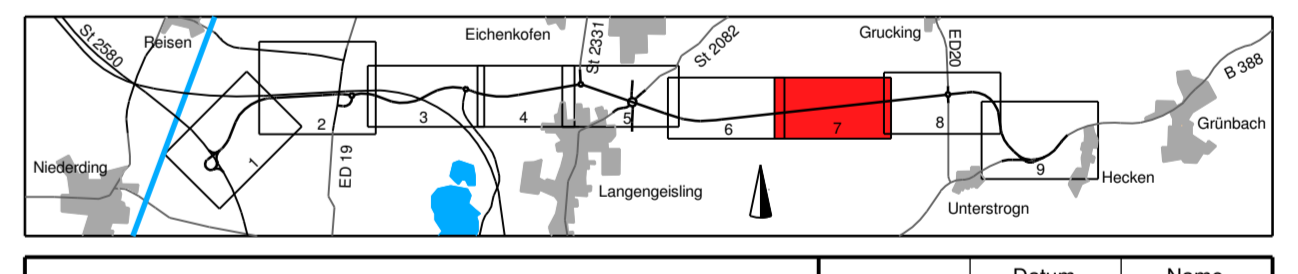 St 2580
Reisen
Eichenkofen
St 2331
St 2082
Grucking
ED20
B 388
Niederding
1
2
ED 19
3
4
5
6
7
8
9
Grünbach
Langengeisling
Hecken
Unterstrogn
Datum
Name